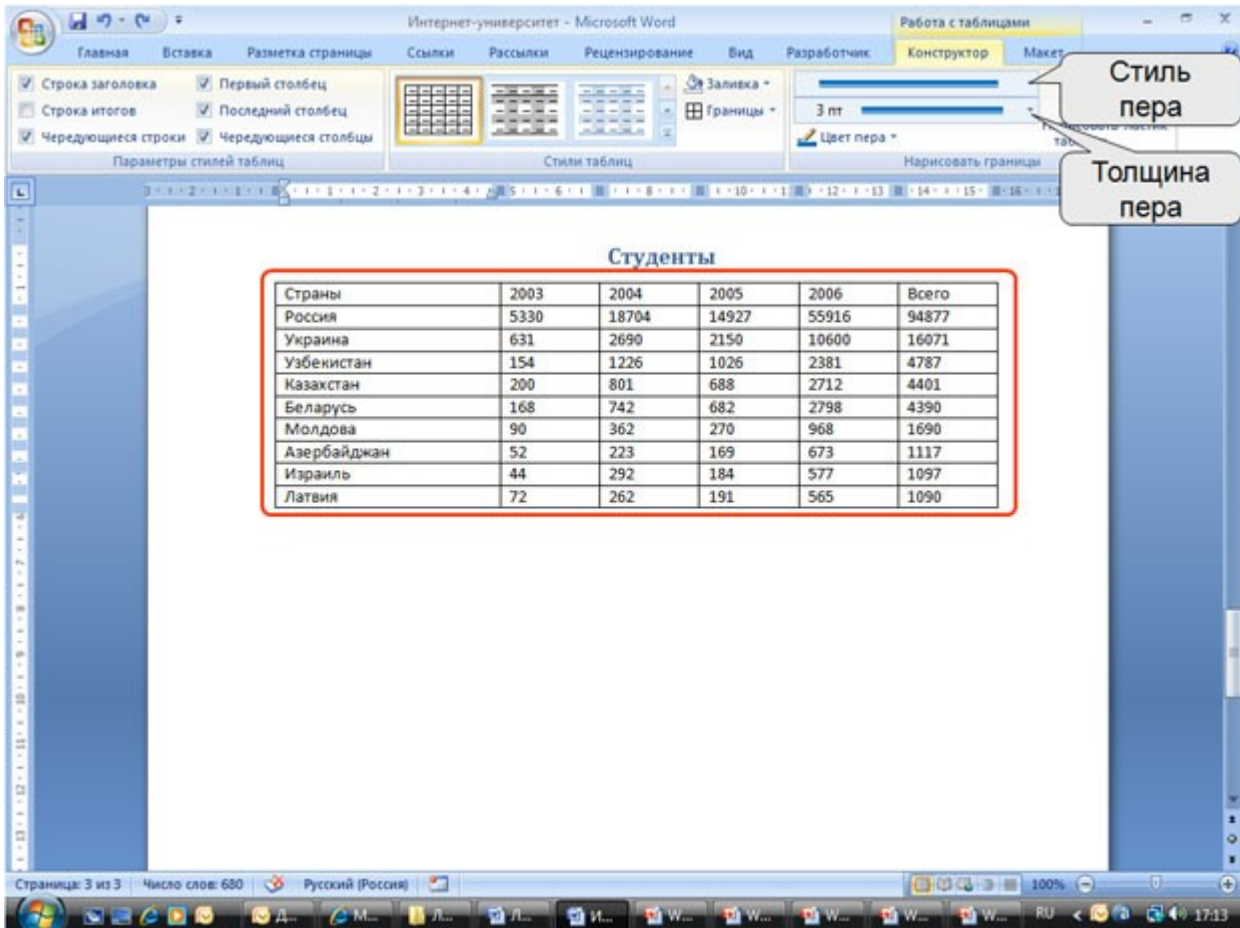 Интернет-университет - Microsoft Word
Работа с таблицами
Главная Вставка Разметка страницы Ссылки Рассылки Рецензирование Вид Разработчик Конструктор Макет
Стиль
пера
Строка заголовка Первый столбец
Строка итогов Последний столбец
Чередующиеся строки Чередующиеся столбцы
Заливка
Границы
3 пт
Цвет пера
Параметры стилей таблиц Стили таблиц Нарисовать границы
Толщина
пера
Студенты
Страны 2003 2004 2005 2006 Всего
Россия 5330 18704 14927 55916 94877
Украина 631 2690 2150 10600 16071
Узбекистан 154 1226 1026 2381 4787
Казахстан 200 801 688 2712 4401
Беларусь 168 742 682 2798 4390
Молдова 90 362 270 968 1690
Азербайджан 52 223 169 673 1117
Израиль 44 292 184 577 1097
Латвия 72 262 191 565 1090
Страница: 3 из 3 Число слов: 680 Русский (Россия) 100%
Д... М... Л... Л... И... W... W... W... W... W... RU 17:13